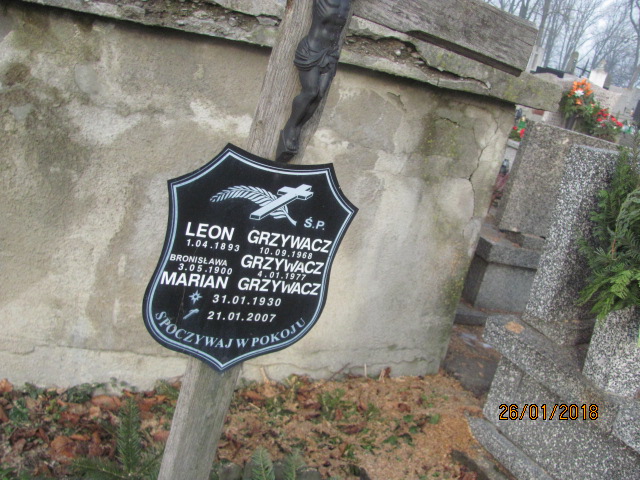 Ś.P.
LEON GRZYWACZ
1.04.1893 10.09.1968
BRONISŁAWA GRZYWACZ
3.05.1900 4.01.1977
MARIAN GRZYWACZ
31.01.1930
21.01.2007
SPOCZYWAJ W POKOJU
26/01/2018